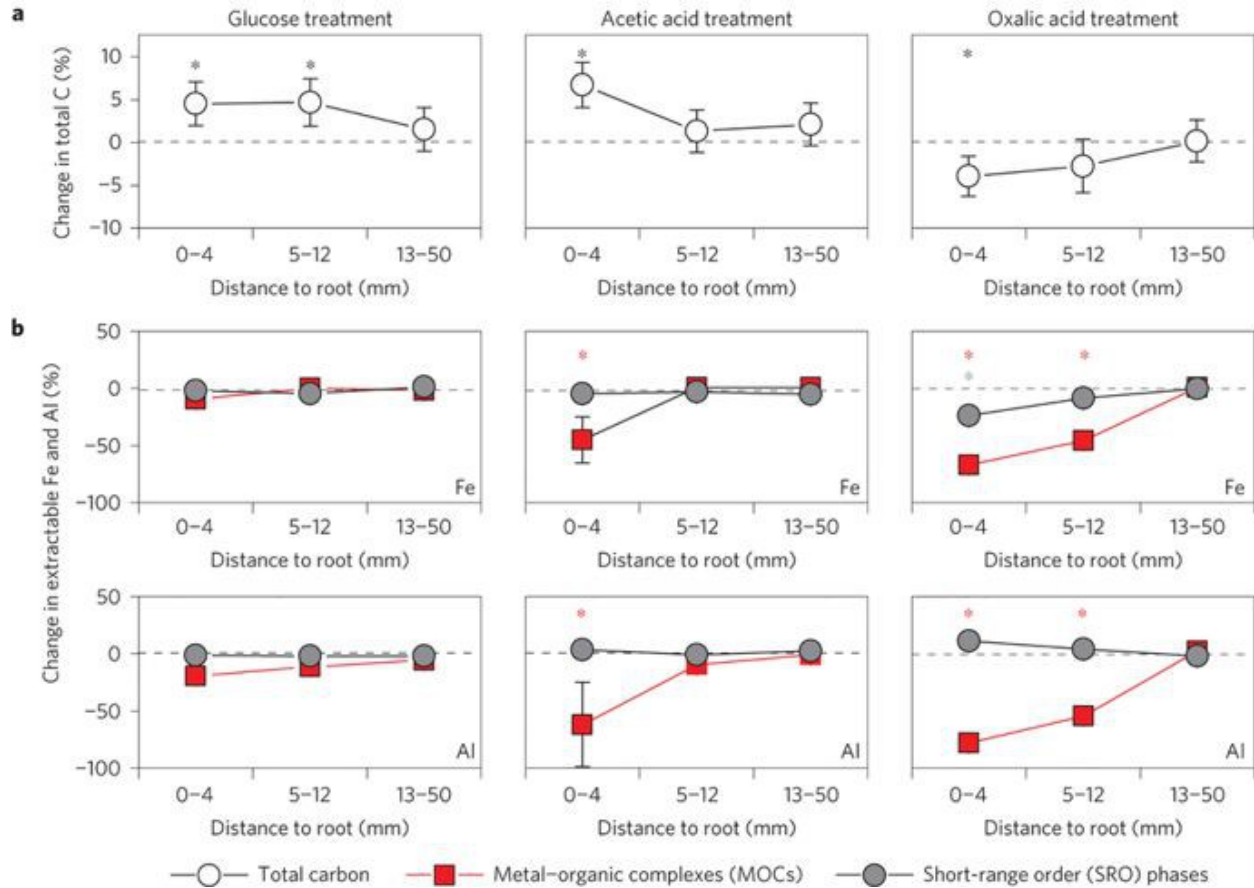 a
Glucose treatment
Acetic acid treatment
Oxalic acid treatment
Change in total C (%)
10
5
0
−5
−10
*
*
*
*
0–4 5–12 13–50
0–4 5–12 13–50
0–4 5–12 13–50
Distance to root (mm)
Distance to root (mm)
Distance to root (mm)
b
Change in extractable Fe and Al (%)
50
0
−50
−100
*
* *
*
Fe
Fe
Fe
0–4 5–12 13–50
0–4 5–12 13–50
0–4 5–12 13–50
Distance to root (mm)
Distance to root (mm)
Distance to root (mm)
50
0
−50
−100
*
* *
Al
Al
Al
0–4 5–12 13–50
0–4 5–12 13–50
0–4 5–12 13–50
Distance to root (mm)
Distance to root (mm)
Distance to root (mm)
Total carbon
Metal–organic complexes (MOCs)
Short-range order (SRO) phases